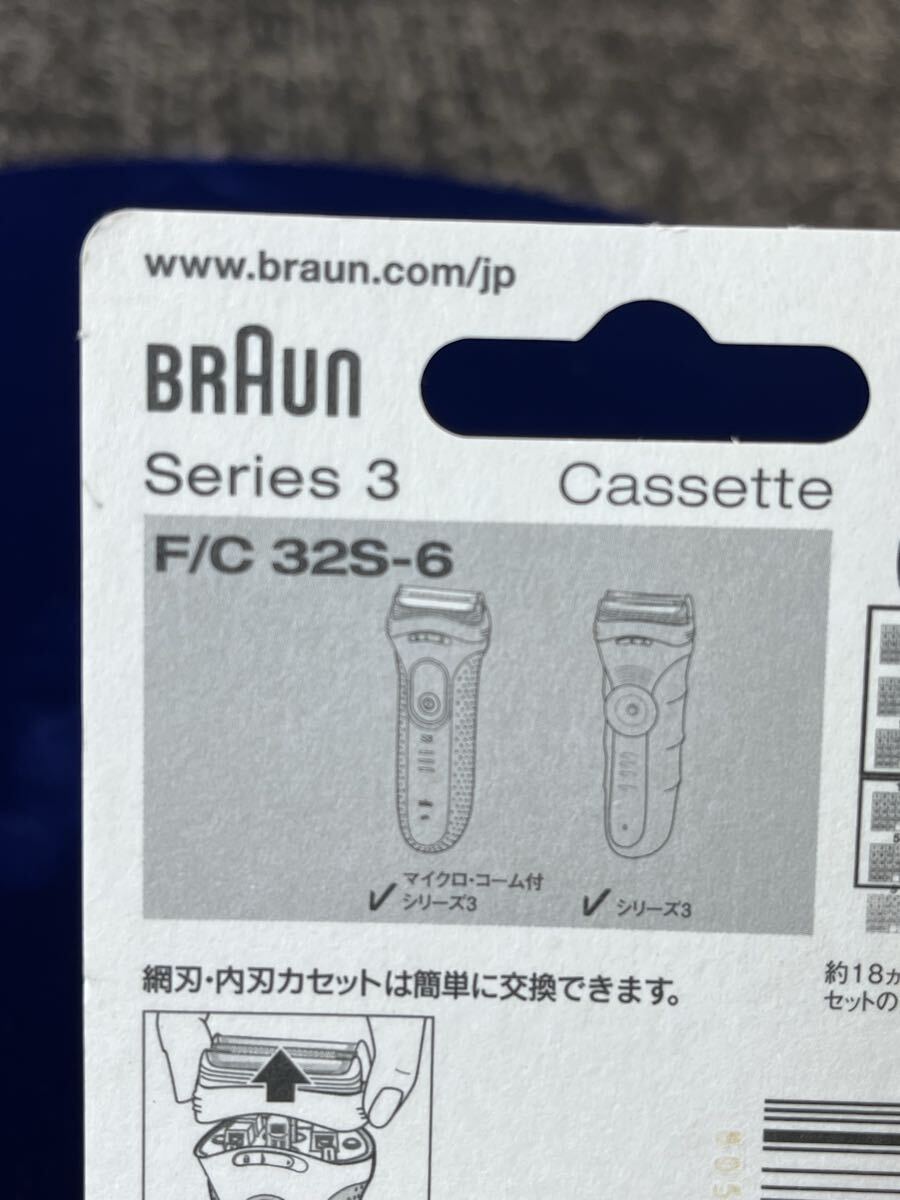 www.braun.com/jp
BRAUN
Series 3
Cassette
F/C 32S-6
マイクロ・コーム付
シリーズ3
シリーズ3
網刃・内刃カセットは簡単に交換できます。
約18カ
セットの